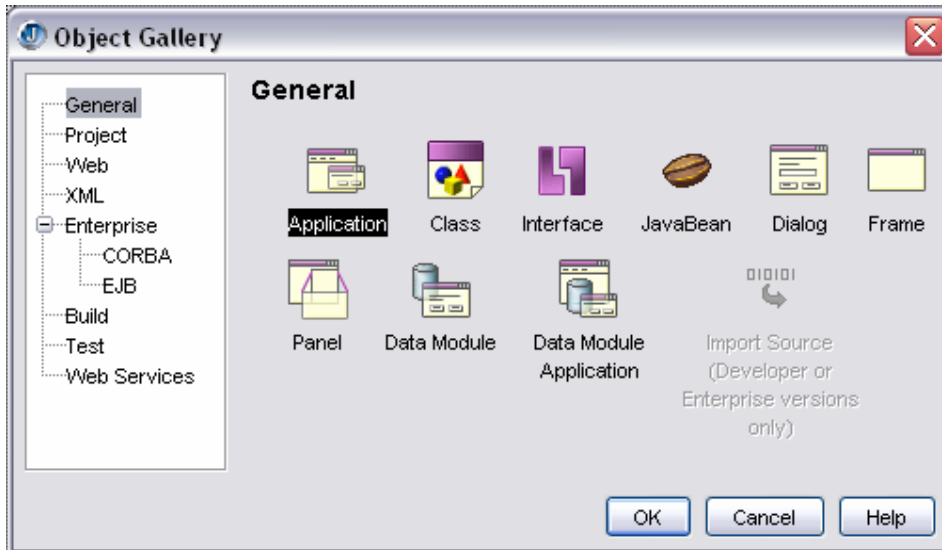 Object Gallery
General
Project
Web
XML
Enterprise
CORBA
EJB
Build
Test
Web Services
General
Application Class Interface JavaBean Dialog Frame
Panel Data Module Data Module Application
Import Source
(Developer or
Enterprise versions
only)
OK Cancel Help